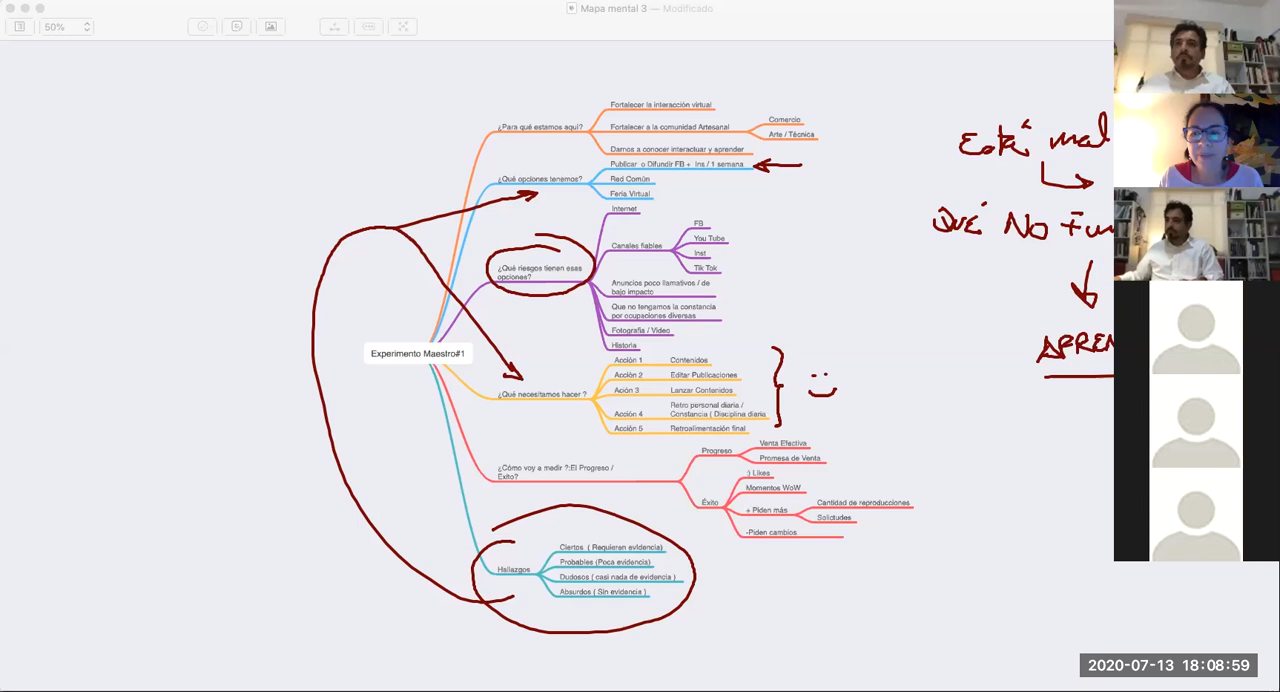 Mapa mental 3 — Modificado
50%
Experimento Maestro#1
¿Para qué estamos aquí?
Fortalecer la interacción virtual
Fortalecer a la comunidad Artesanal
Comercio
Arte / Técnica
Darnos a conocer interactuar y aprender
¿Qué opciones tenemos?
Publicar o Difundir FB + Ins / 1 semana
Red Común
Feria Virtual
¿Qué riesgos tienen esas
opciones?
Internet
Canales fiables
FB
You Tube
Inst
Tik Tok
Anuncios poco llamativos / de
bajo impacto
Que no tengamos la constancia
por ocupaciones diversas
Fotografía / Video
Historia
¿Qué necesitamos hacer ?
Acción 1 Contenidos
Acción 2 Editar Publicaciones
Ación 3 Lanzar Contenidos
Acción 4 Retro personal diaria /
Constancia ( Disciplina diaria
Acción 5 Retroalimentación final
¿Cómo voy a medir ?:El Progreso /
Exito?
Progreso
Venta Efectiva
Promesa de Venta
Éxito
:) Likes
Momentos WoW
+ Piden más
Cantidad de reproducciones
Solictudes
-Piden cambios
Hallazgos
Ciertos ( Requieren evidencia)
Probables (Poca evidencia)
Dudosos ( casi nada de evidencia )
Absurdos ( Sin evidencia )
Está mal
Qué No Fun
APREN
2020-07-13 18:08:59